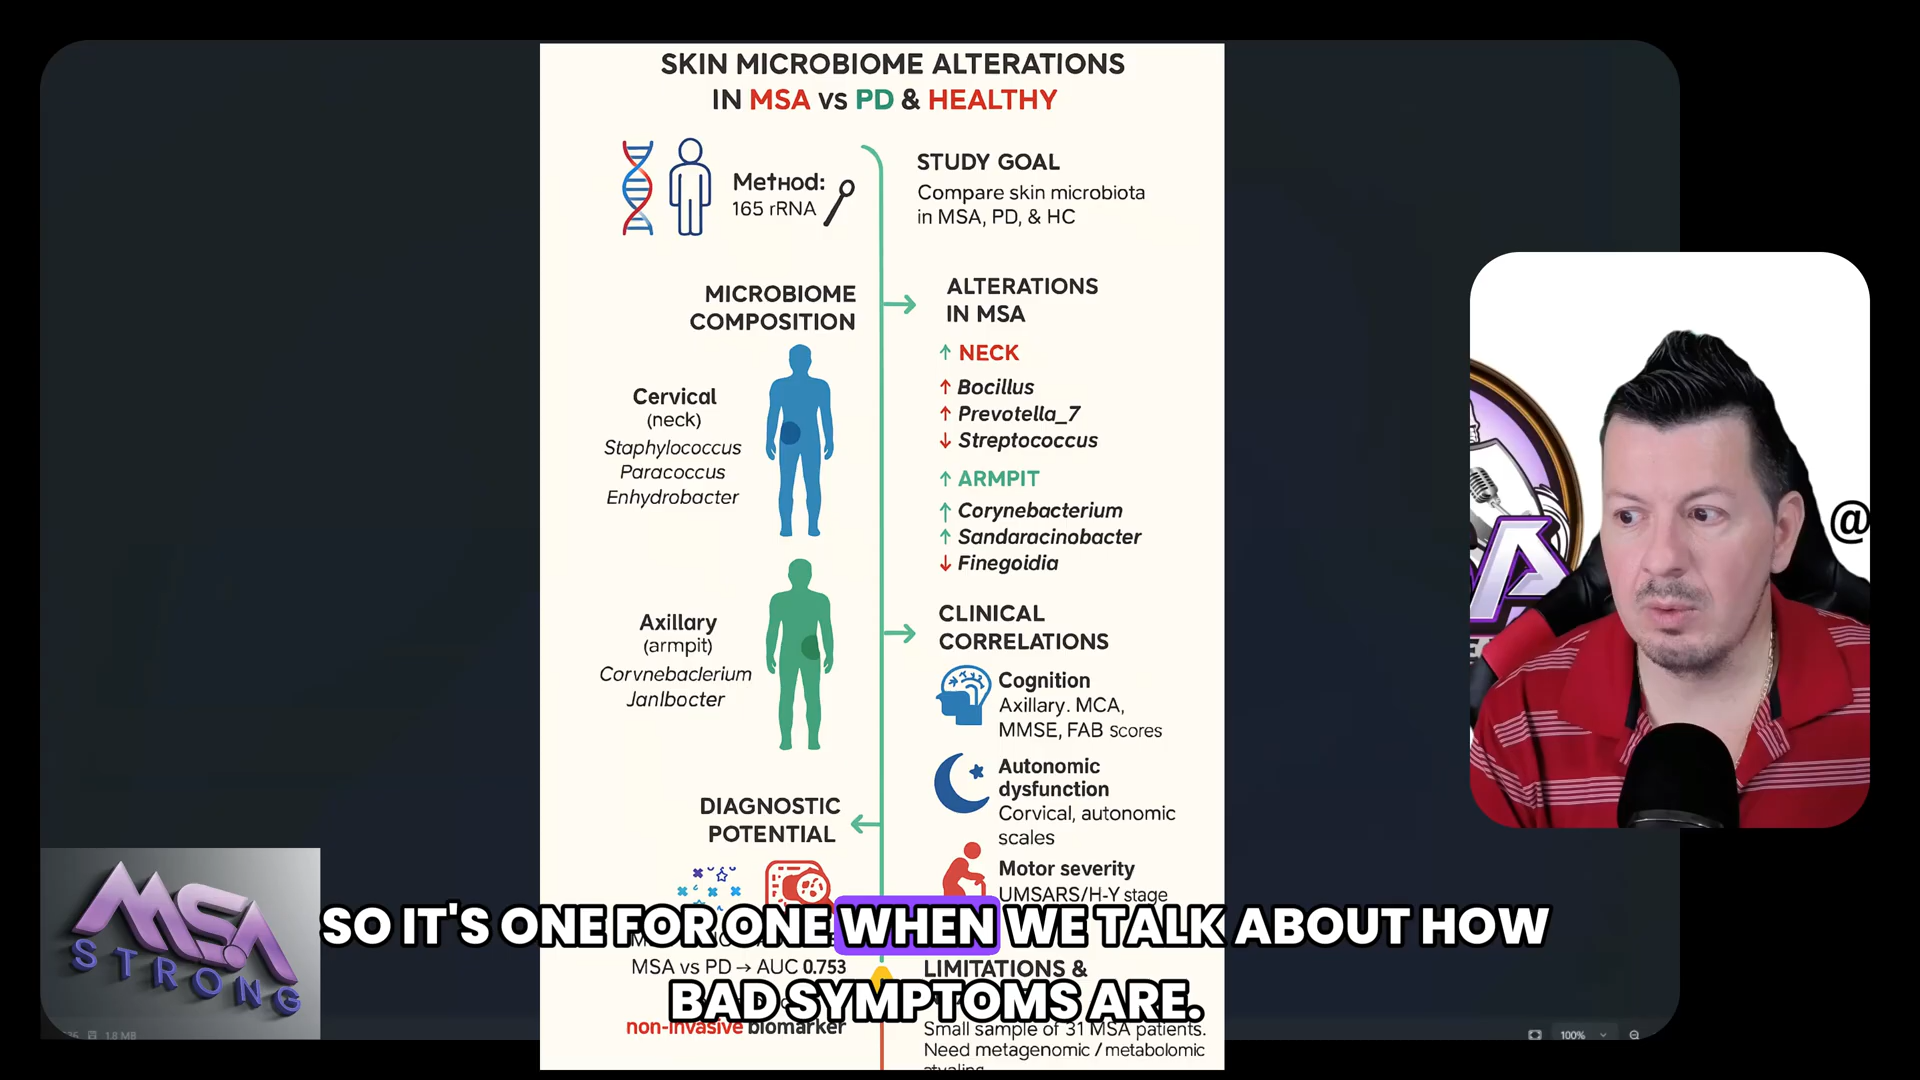 SKIN MICROBIOME ALTERATIONS
IN MSA vs PD & HEALTHY
Method:
165 rRNA
STUDY GOAL
Compare skin microbiota
in MSA, PD, & HC
MICROBIOME
COMPOSITION
Cervical
(neck)
Staphylococcus
Paracoccus
Enhydrobacter
ALTERATIONS
IN MSA
↑ NECK
↑ Bocillus
↑ Prevotella_7
↓ Streptococcus
↑ ARMPIT
↑ Corynebacterium
↑ Sandaracinobacter
↓ Finegoidia
Axillary
(armpit)
Corvnebaclerium
Janlbocter
CLINICAL
CORRELATIONS
Cognition
Axillary. MCA,
MMSE, FAB scores
Autonomic
dysfunction
Corvical, autonomic
scales
Motor severity
UMSARS/H-Y stage
DIAGNOSTIC
POTENTIAL
MSA vs PD → AUC 0.753
non-invasive biomarker
LIMITATIONS &
Small sample of 31 MSA patients.
Need metagenomic / metabolomic
SO IT'S ONE FOR ONE WHEN WE TALK ABOUT HOW
BAD SYMPTOMS ARE.
MSA
STRONG
@
1.8 MB
100%